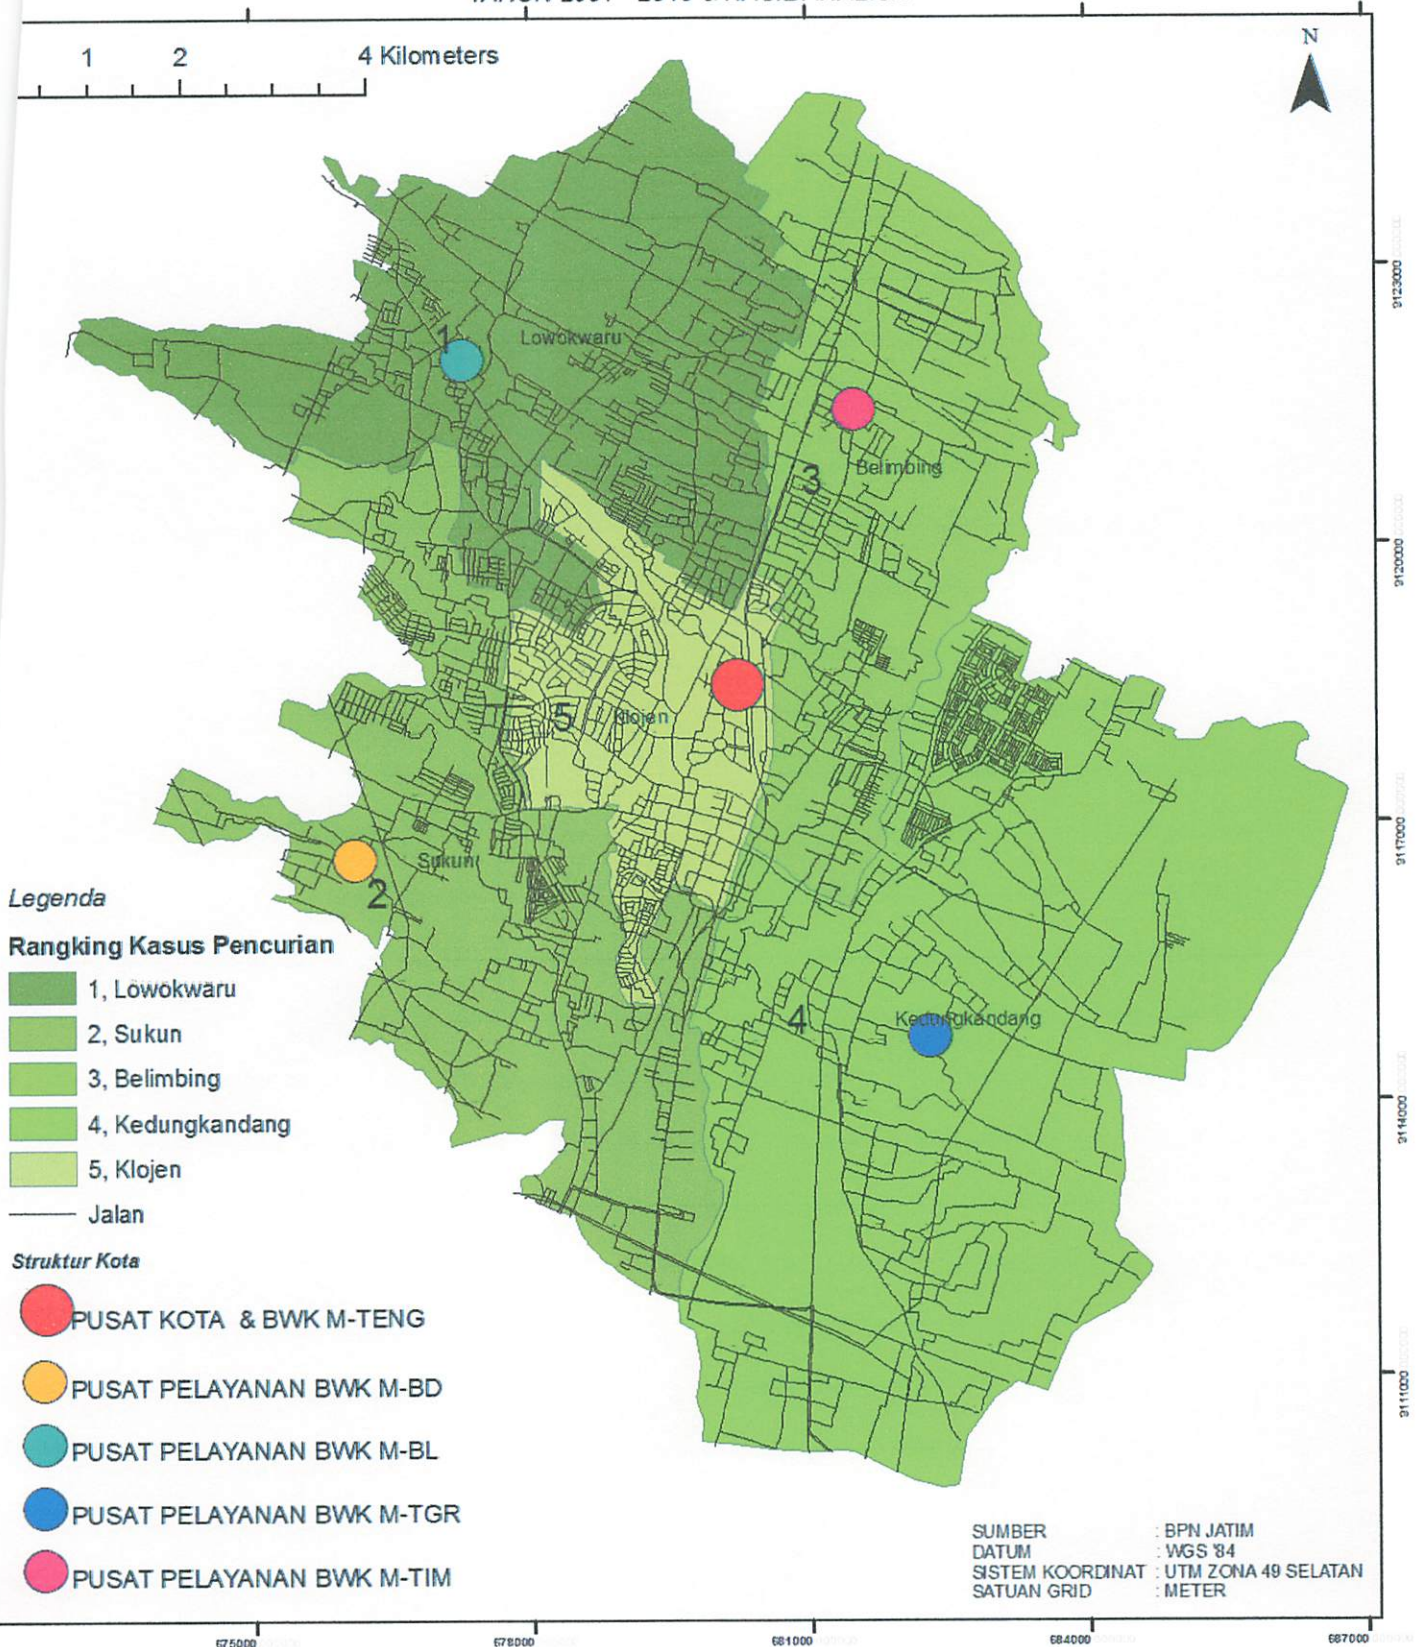 1 2 4 Kilometers
N
Lowokwaru
1
Belimbing
3
5
Klojen
Sukun
2
4
Kedungkandang
Legenda
Rangking Kasus Pencurian
1, Lowokwaru
2, Sukun
3, Belimbing
4, Kedungkandang
5, Klojen
Jalan
Struktur Kota
PUSAT KOTA & BWK M-TENG
PUSAT PELAYANAN BWK M-BD
PUSAT PELAYANAN BWK M-BL
PUSAT PELAYANAN BWK M-TGR
PUSAT PELAYANAN BWK M-TIM
SUMBER : BPN JATIM
DATUM : WGS '84
SISTEM KOORDINAT : UTM ZONA 49 SELATAN
SATUAN GRID : METER
9123000
9120000
9117000
9114000
9111000
675000 678000 681000 684000 687000